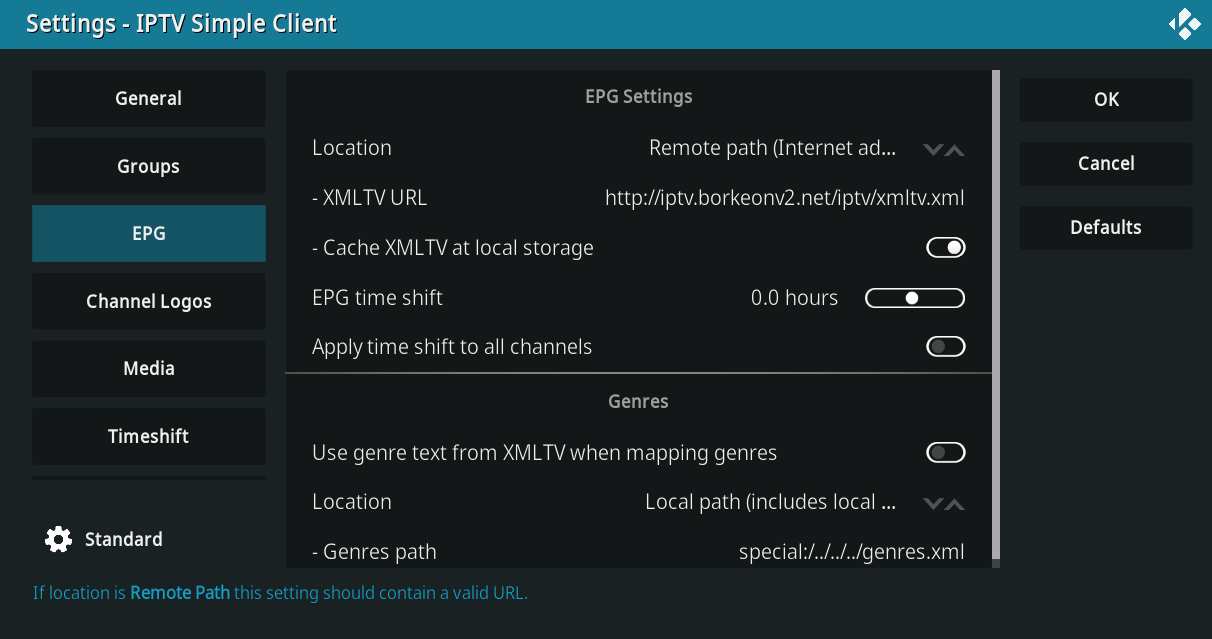 Settings - IPTV Simple Client
General
Groups
EPG
Channel Logos
Media
Timeshift
Standard
EPG Settings
Location Remote path (Internet ad...
- XMLTV URL http://iptv.borkeonv2.net/iptv/xmltv.xml
- Cache XMLTV at local storage
EPG time shift 0.0 hours
Apply time shift to all channels
Genres
Use genre text from XMLTV when mapping genres
Location Local path (includes local ...
- Genres path special:/../../../genres.xml
OK
Cancel
Defaults
If location is Remote Path this setting should contain a valid URL.